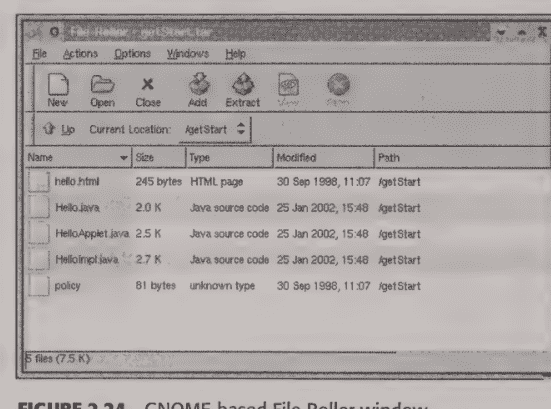 File Roller - getStart.tar
File Actions Options Windows Help
New Open Close Add Extract View Stop
Up Current Location: /getStart
Name Size Type Modified Path
hello.html 245 bytes HTML page 30 Sep 1998, 11:07 /getStart
Hello.java 2.0 K Java source code 25 Jan 2002, 15:48 /getStart
HelloApplet.java 2.5 K Java source code 25 Jan 2002, 15:48 /getStart
HelloImpl.java 2.7 K Java source code 25 Jan 2002, 15:48 /getStart
policy 81 bytes unknown type 30 Sep 1998, 11:07 /getStart
5 files (7.5 K)
FIGURE 2.24 GNOME-based File Roller window